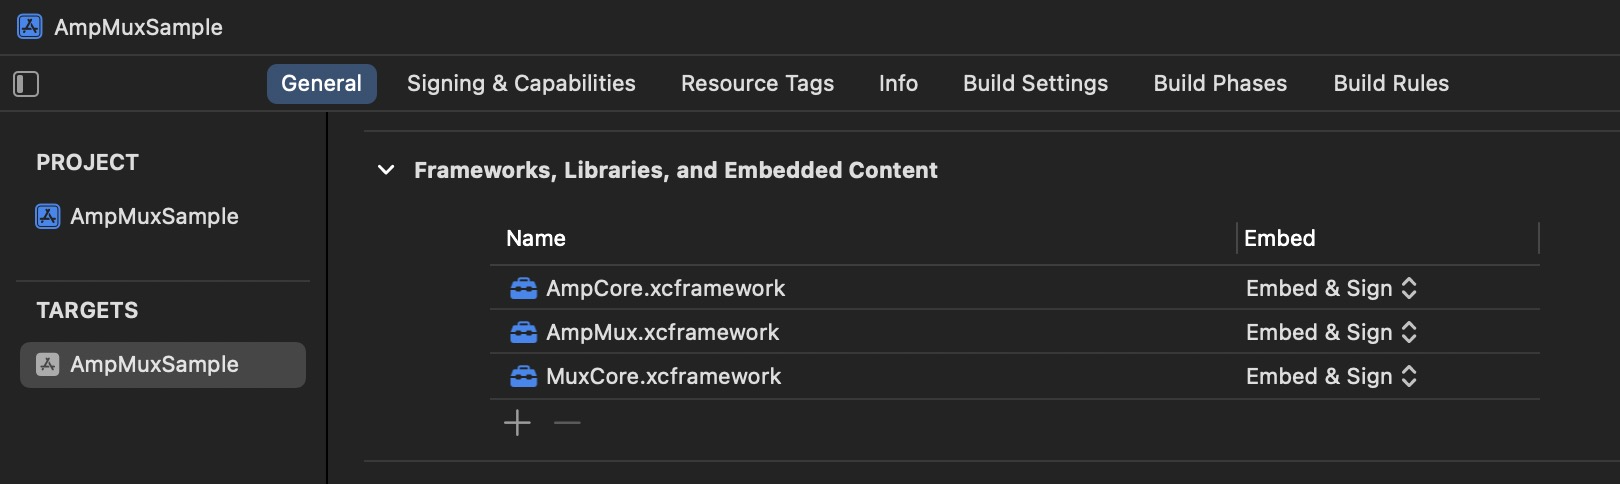 AmpMuxSample
General Signing & Capabilities Resource Tags Info Build Settings Build Phases Build Rules
PROJECT
AmpMuxSample
TARGETS
AmpMuxSample
Frameworks, Libraries, and Embedded Content
Name Embed
AmpCore.xcframework Embed & Sign
AmpMux.xcframework Embed & Sign
MuxCore.xcframework Embed & Sign